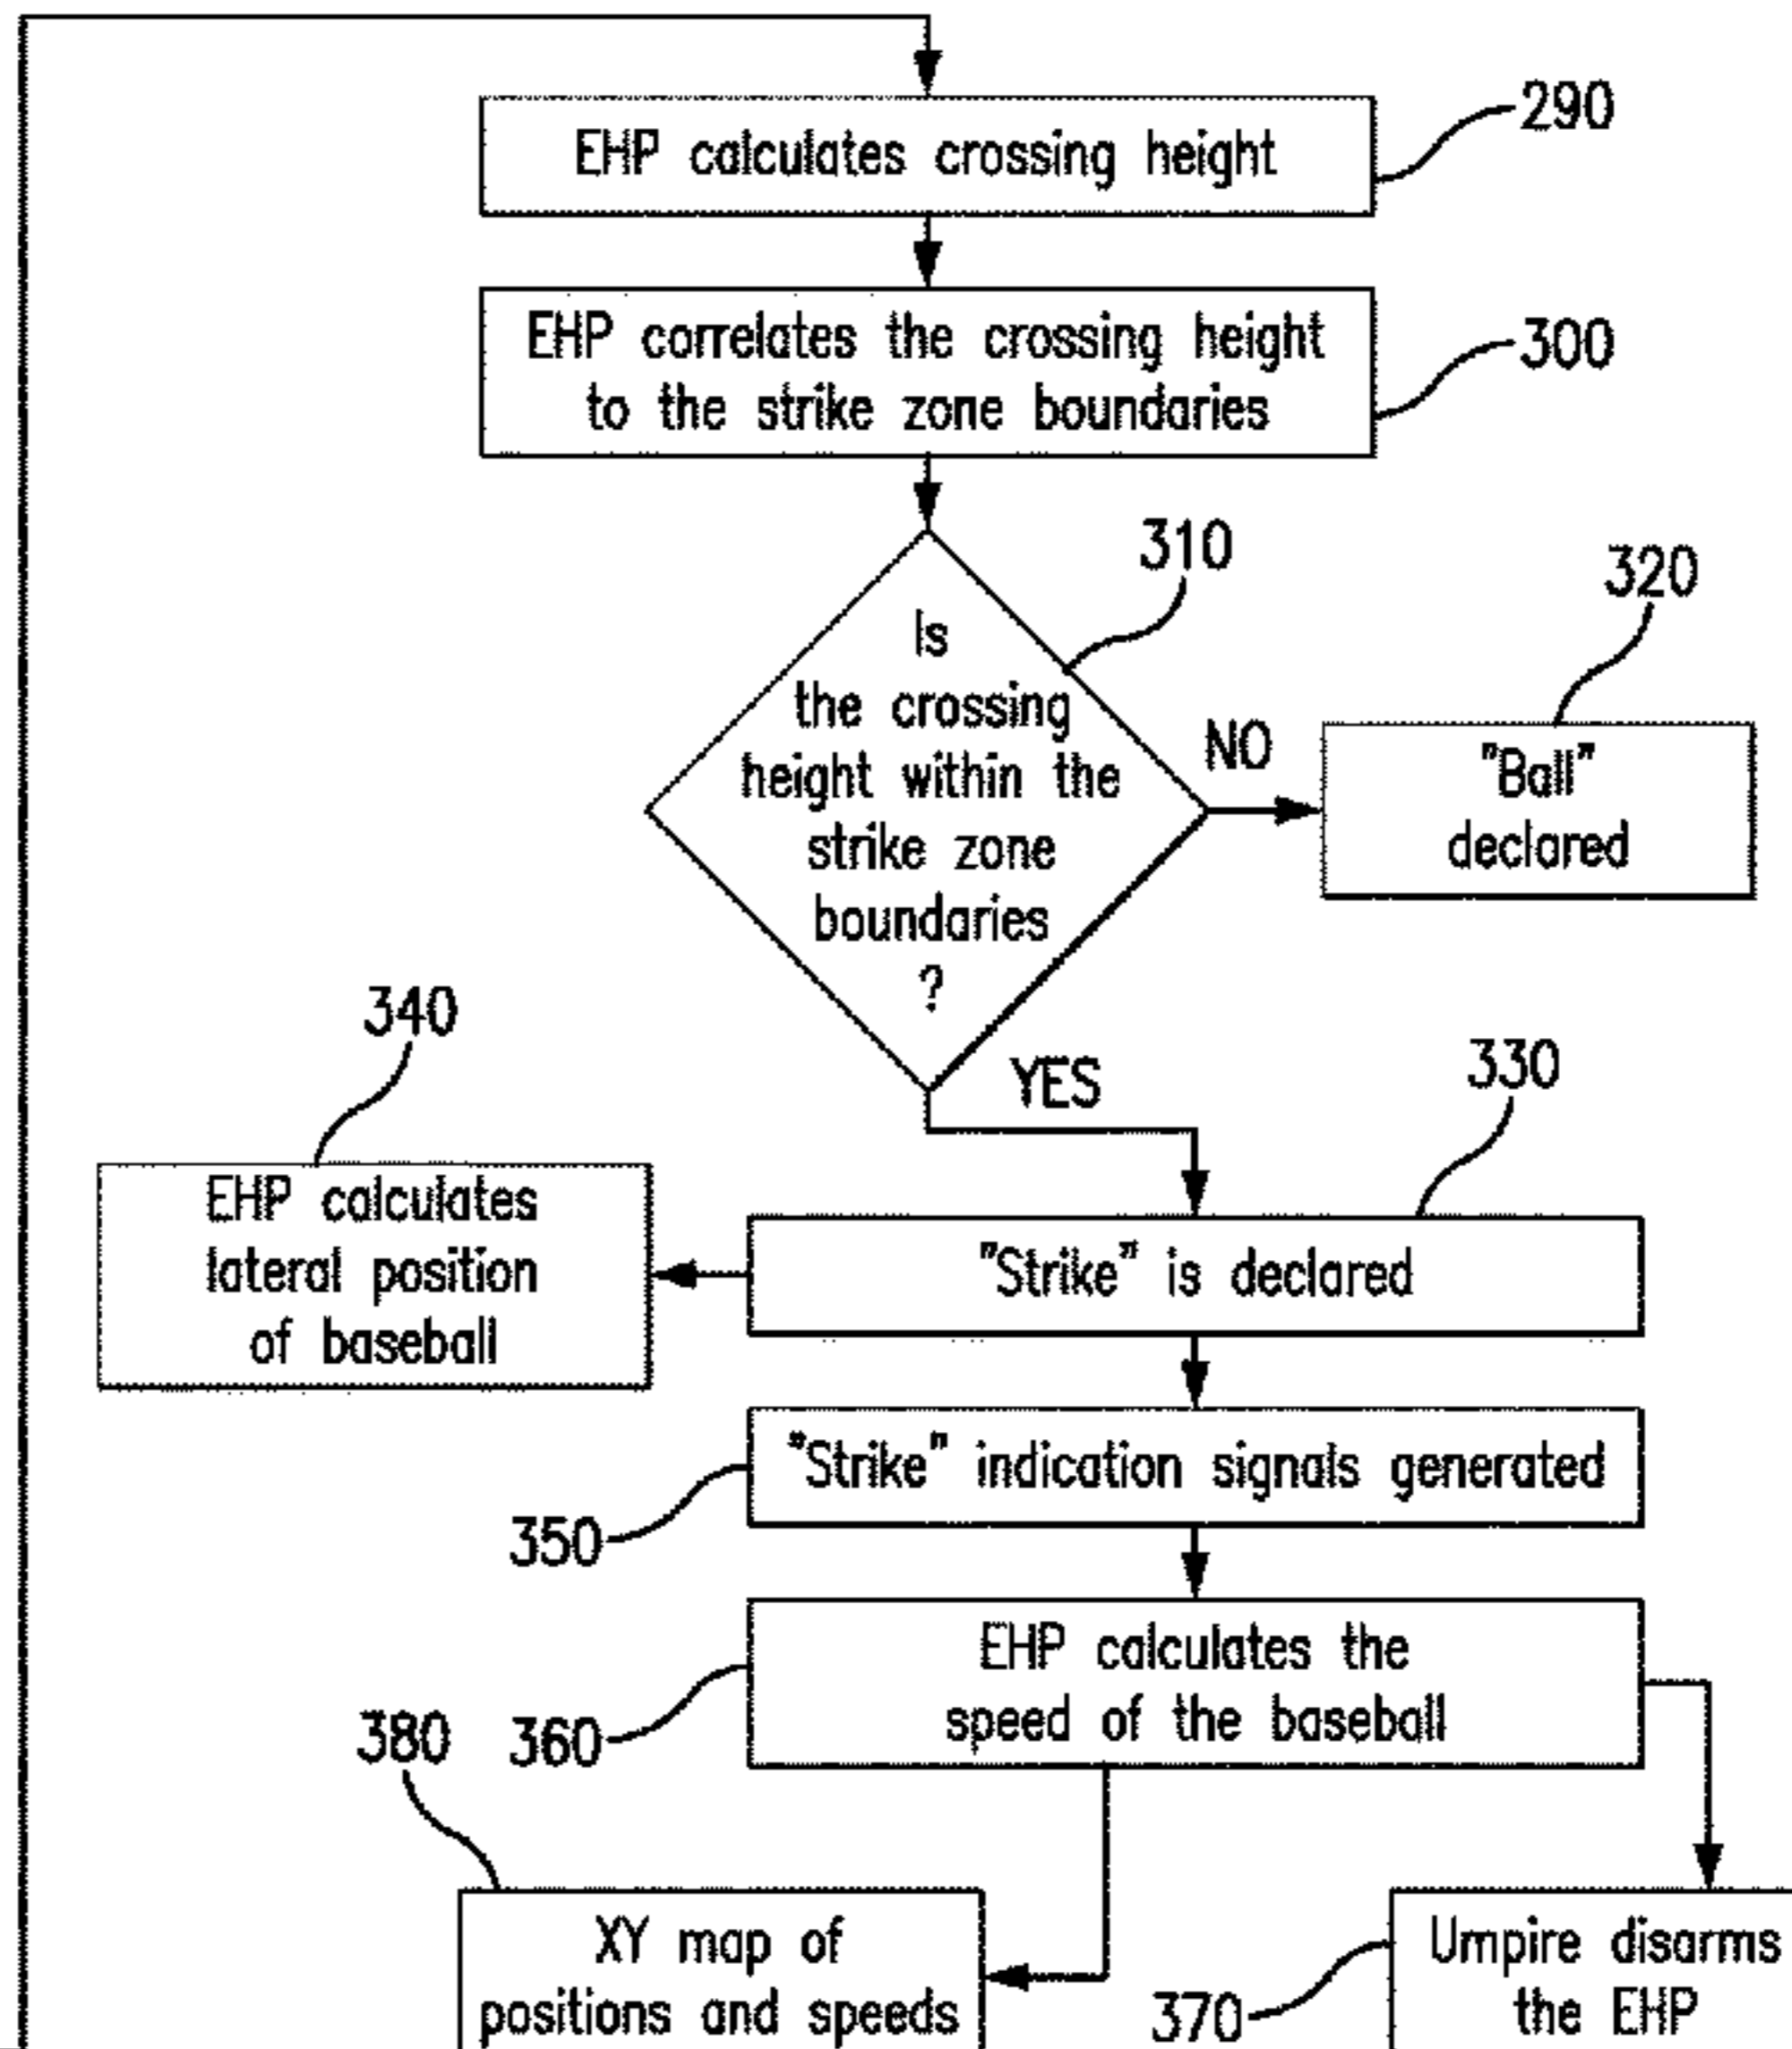 290
EHP calculates crossing height
EHP correlates the crossing height
to the strike zone boundaries
300
310
320
Is
the crossing
height within the
strike zone
boundaries
?
NO
"Ball"
declared
YES
340
330
EHP calculates
lateral position
of baseball
"Strike" is declared
"Strike" indication signals generated
350
EHP calculates the
speed of the baseball
360
380
XY map of
positions and speeds
Umpire disarms
the EHP
370